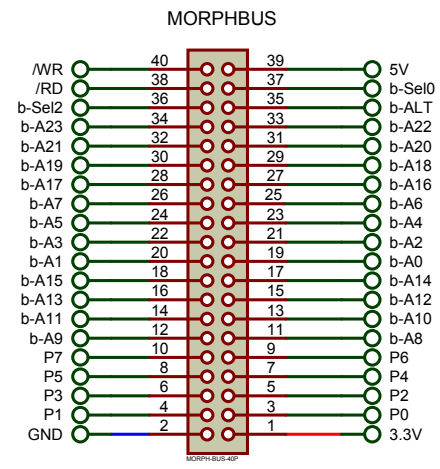 MORPHBUS
/WR 40 39 5V
/RD 38 37 b-Sel0
b-Sel2 36 35 b-ALT
b-A23 34 33 b-A22
b-A21 32 31 b-A20
b-A19 30 29 b-A18
b-A17 28 27 b-A16
b-A7 26 25 b-A6
b-A5 24 23 b-A4
b-A3 22 21 b-A2
b-A1 20 19 b-A0
b-A15 18 17 b-A14
b-A13 16 15 b-A12
b-A11 14 13 b-A10
b-A9 12 11 b-A8
P7 10 9 P6
P5 8 7 P4
P3 6 5 P2
P1 4 3 P0
GND 2 1 3.3V
MORPH-BUS-40P